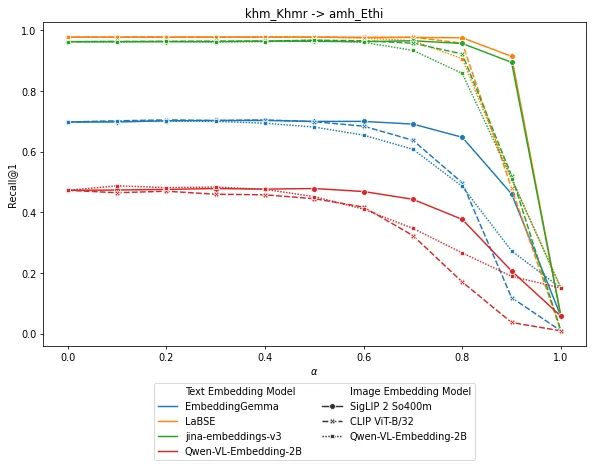 khm_Khmr -> amh_Ethi
1.0
0.8
0.6
0.4
0.2
0.0
Recall@1
0.0 0.2 0.4 0.6 0.8 1.0
α
Text Embedding Model Image Embedding Model
EmbeddingGemma SigLIP 2 So400m
LaBSE CLIP ViT-B/32
jina-embeddings-v3 Qwen-VL-Embedding-2B
Qwen-VL-Embedding-2B